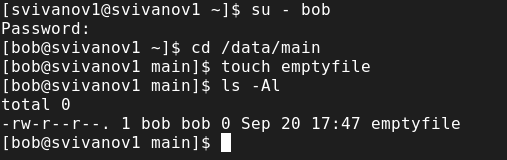 [svivanov1@svivanov1 ~]$ su - bob
Password:
[bob@svivanov1 ~]$ cd /data/main
[bob@svivanov1 main]$ touch emptyfile
[bob@svivanov1 main]$ ls -Al
total 0
-rw-r--r--. 1 bob bob 0 Sep 20 17:47 emptyfile
[bob@svivanov1 main]$